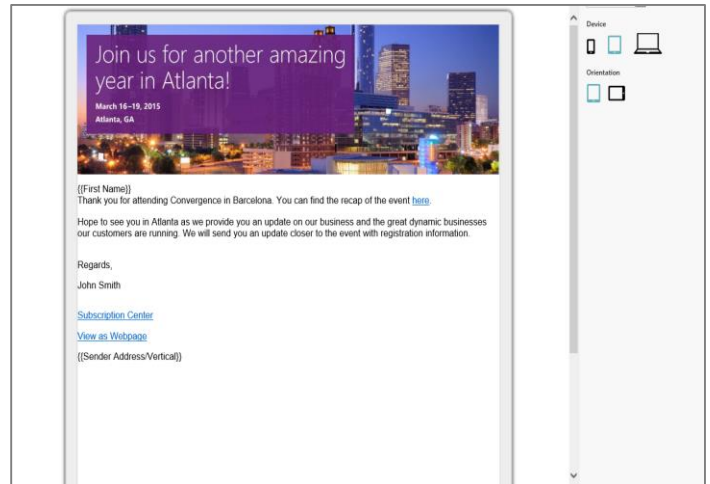 Device
Join us for another amazing
year in Atlanta!
March 16–19, 2015
Atlanta, GA
Orientation
{{First Name}}
Thank you for attending Convergence in Barcelona. You can find the recap of the event here.
Hope to see you in Atlanta as we provide you an update on our business and the great dynamic businesses
our customers are running. We will send you an update closer to the event with registration information.
Regards,
John Smith
Subscription Center
View as Webpage
{{Sender Address/Vertical}}